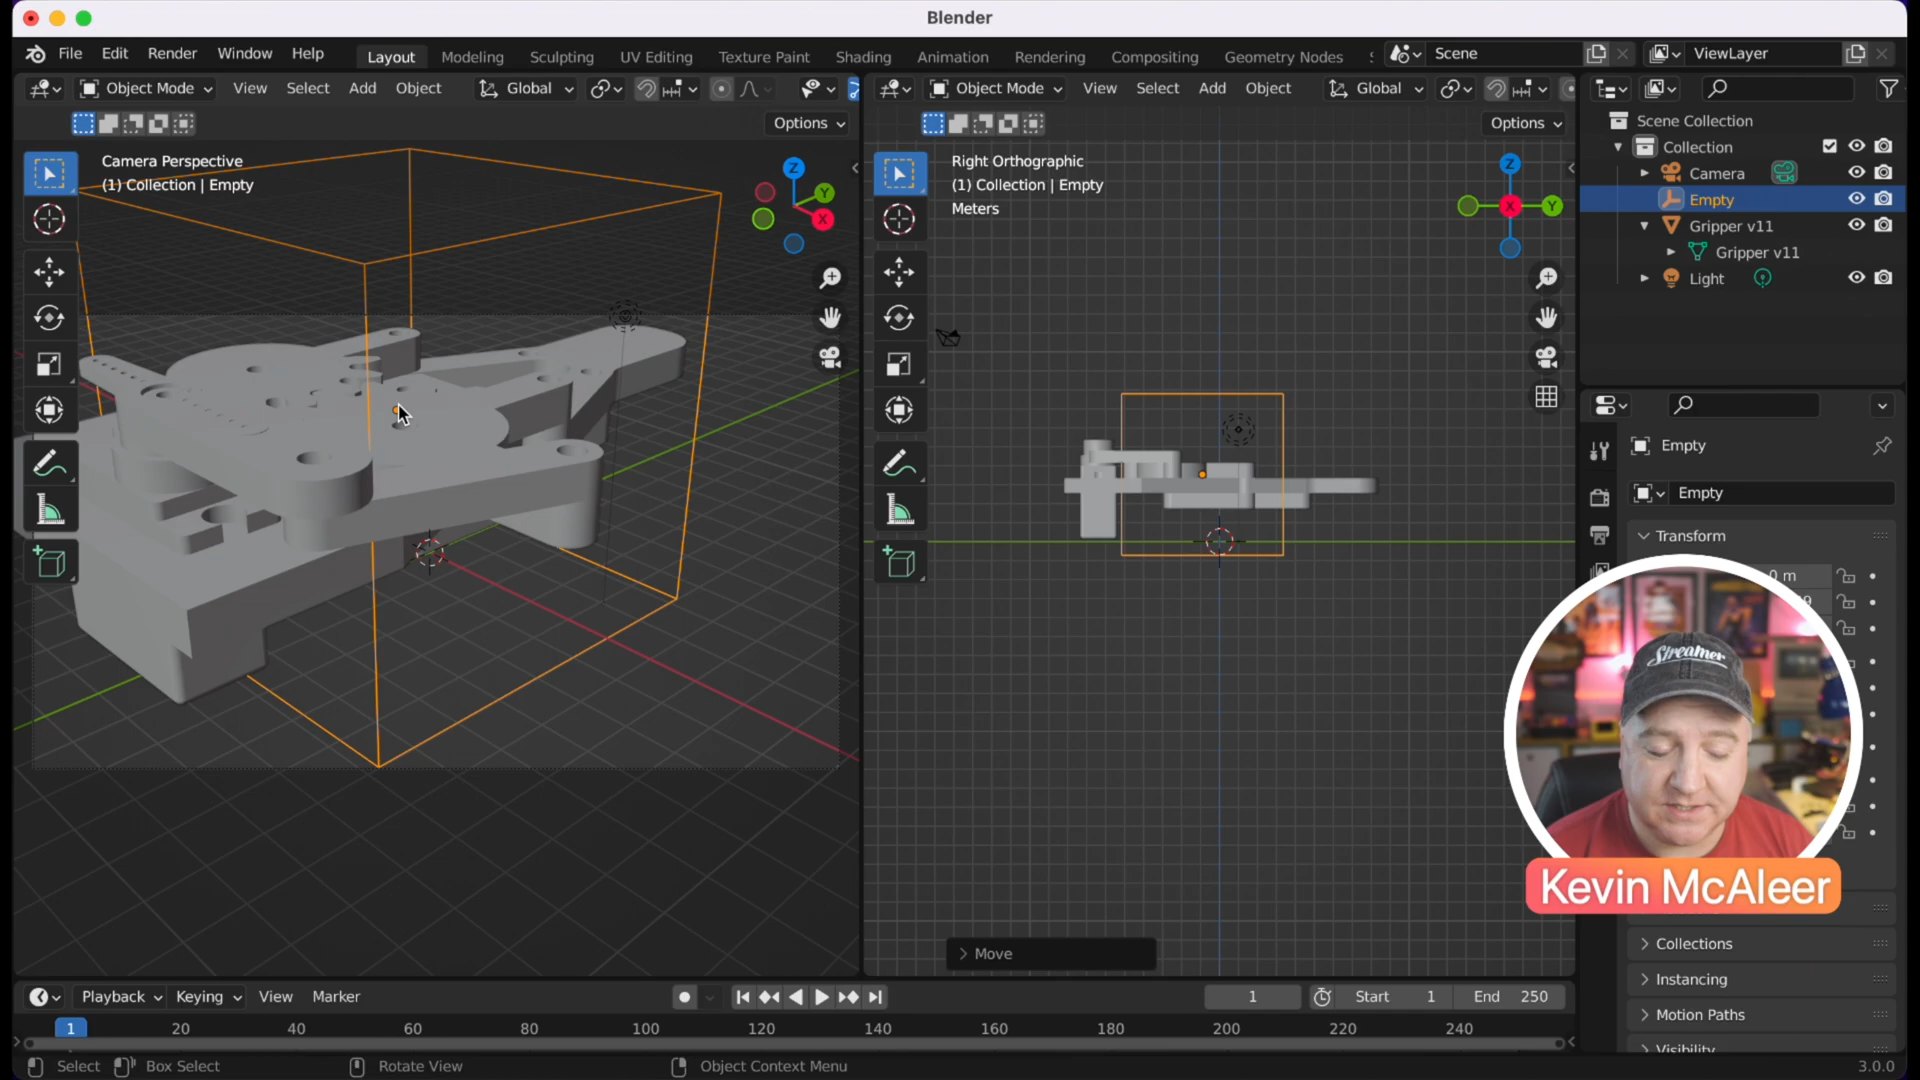 Blender
File Edit Render Window Help Layout Modeling Sculpting UV Editing Texture Paint Shading Animation Rendering Compositing Geometry Nodes Scene ViewLayer
Object Mode View Select Add Object Global Object Mode View Select Add Object Global
Options Options
Camera Perspective
(1) Collection | Empty
Z
Y
X
Right Orthographic
(1) Collection | Empty
Meters
Z
X
Y
Scene Collection
Collection
Camera
Empty
Gripper v11
Gripper v11
Light
Empty
Empty
Transform
0 m
Streamer
Kevin McAleer
Collections
Instancing
Motion Paths
Visibility
Move
Playback Keying View Marker 1 Start 1 End 250
1 20 40 60 80 100 120 140 160 180 200 220 240
Select Box Select Rotate View Object Context Menu 3.0.0